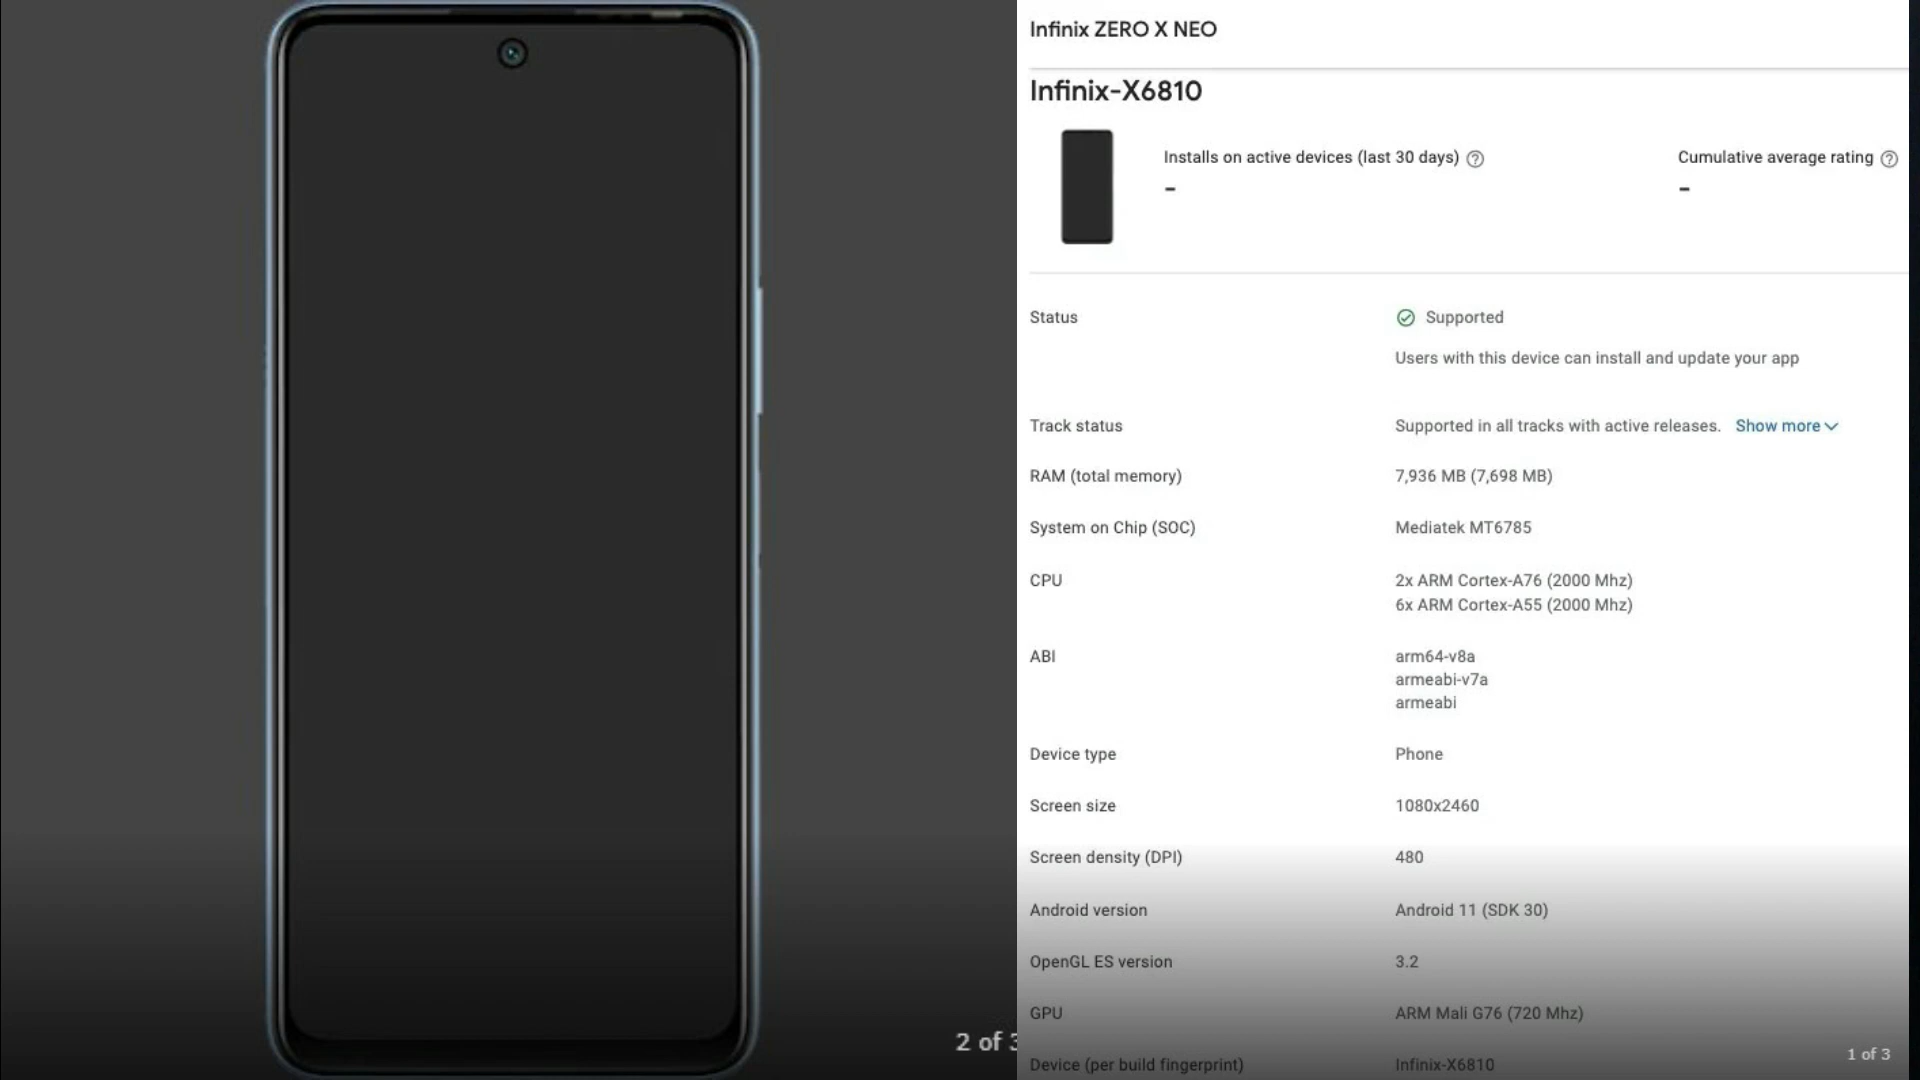 Infinix ZERO X NEO
Infinix-X6810
Installs on active devices (last 30 days) ?
Cumulative average rating ?
-
-
Status
Supported
Users with this device can install and update your app
Track status
Supported in all tracks with active releases. Show more
RAM (total memory)
7,936 MB (7,698 MB)
System on Chip (SOC)
Mediatek MT6785
CPU
2x ARM Cortex-A76 (2000 Mhz)
6x ARM Cortex-A55 (2000 Mhz)
ABI
arm64-v8a
armeabi-v7a
armeabi
Device type
Phone
Screen size
1080x2460
Screen density (DPI)
480
Android version
Android 11 (SDK 30)
OpenGL ES version
3.2
GPU
ARM Mali G76 (720 Mhz)
Device (per build fingerprint)
Infinix-X6810
2 of 3
1 of 3